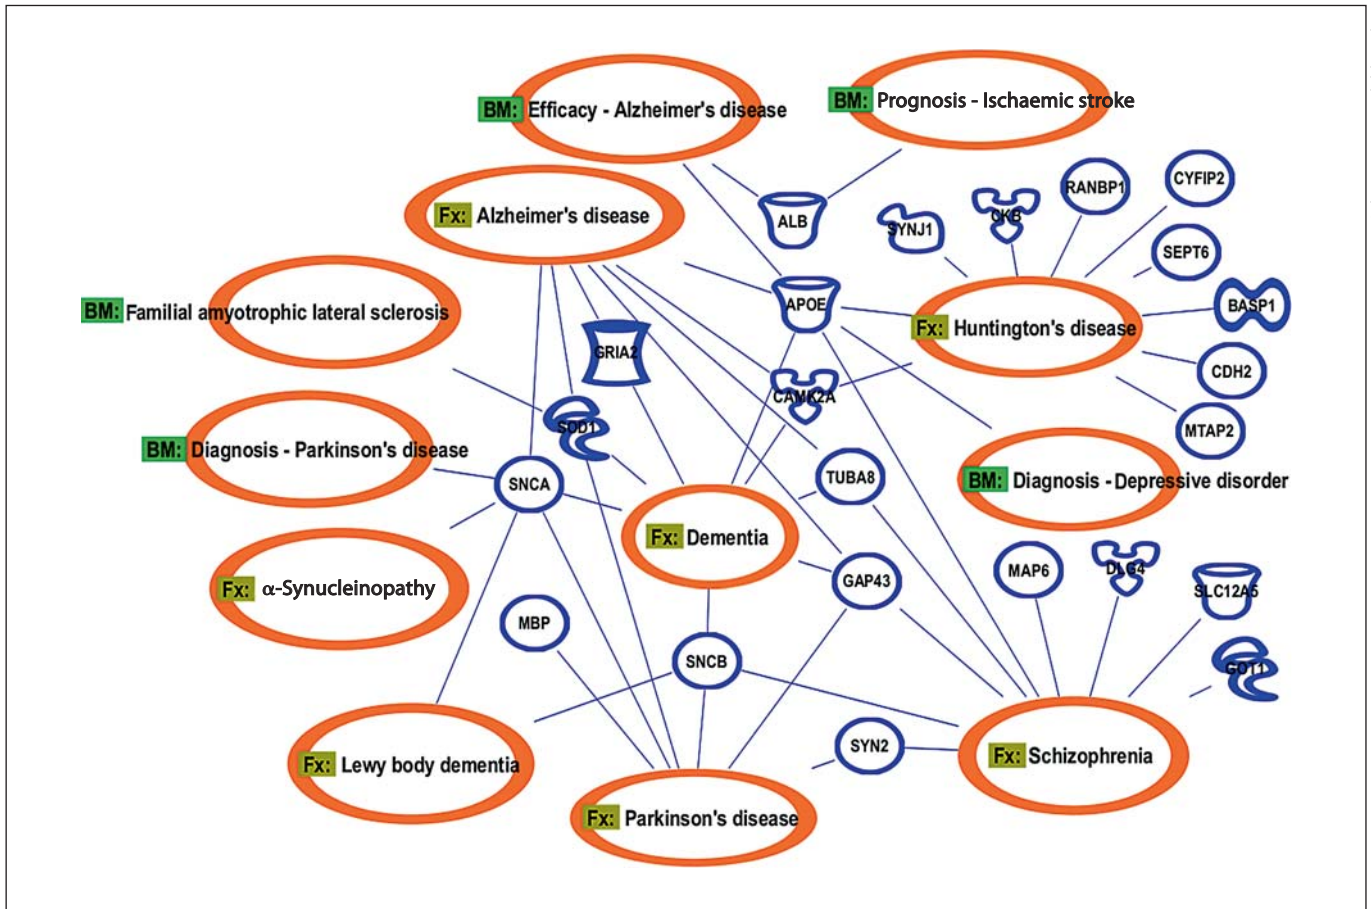 BM: Efficacy - Alzheimer's disease
BM: Prognosis - Ischaemic stroke
Fx: Alzheimer's disease
ALB
SYNJ1
CKB
RANBP1
CYFIP2
SEPT6
BM: Familial amyotrophic lateral sclerosis
APOE
Fx: Huntington's disease
BASP1
GRIA2
CDH2
CAMK2A
SOD1
MTAP2
BM: Diagnosis - Parkinson's disease
SNCA
TUBA8
BM: Diagnosis - Depressive disorder
Fx: Dementia
Fx: α-Synucleinopathy
GAP43
MAP6
DLG4
SLC12A5
MBP
SNCB
GOT1
Fx: Lewy body dementia
SYN2
Fx: Schizophrenia
Fx: Parkinson's disease